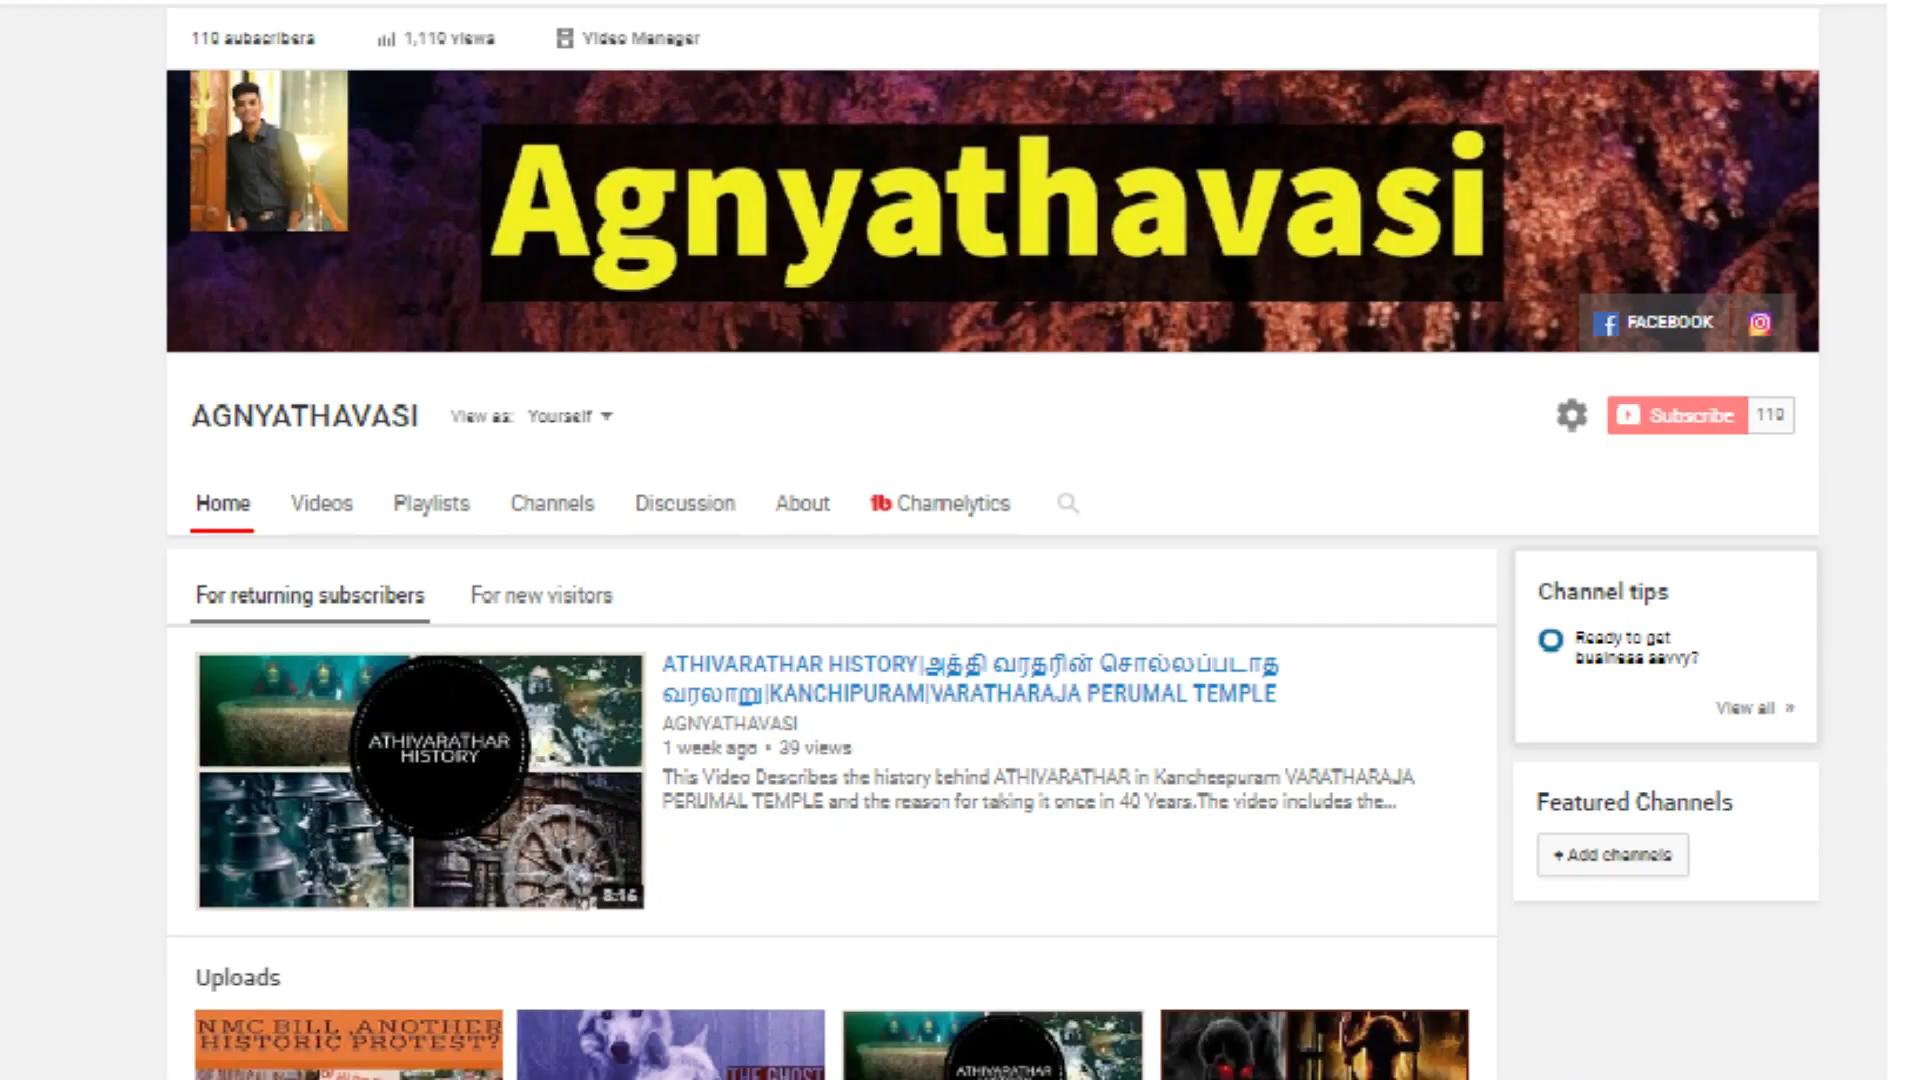 110 subscribers
1,110 views
Video Manager
Agnyathavasi
FACEBOOK
AGNYATHAVASI
View as: Yourself
Subscribe 110
Home
Videos
Playlists
Channels
Discussion
About
Channelytics
For returning subscribers
For new visitors
Channel tips
Ready to get
business savvy?
View all »
ATHIVARATHAR
HISTORY
8:16
ATHIVARATHAR HISTORY|அத்தி வரதரின் சொல்லப்படாத
வரலாறு|KANCHIPURAM|VARATHARAJA PERUMAL TEMPLE
AGNYATHAVASI
1 week ago • 39 views
This Video Describes the history behind ATHIVARATHAR in Kancheepuram VARATHARAJA
PERUMAL TEMPLE and the reason for taking it once in 40 Years.The video includes the...
Featured Channels
+ Add channels
Uploads
NMC BILL ,ANOTHER
HISTORIC PROTEST?
THE GHOST
ATHIVARATHAR